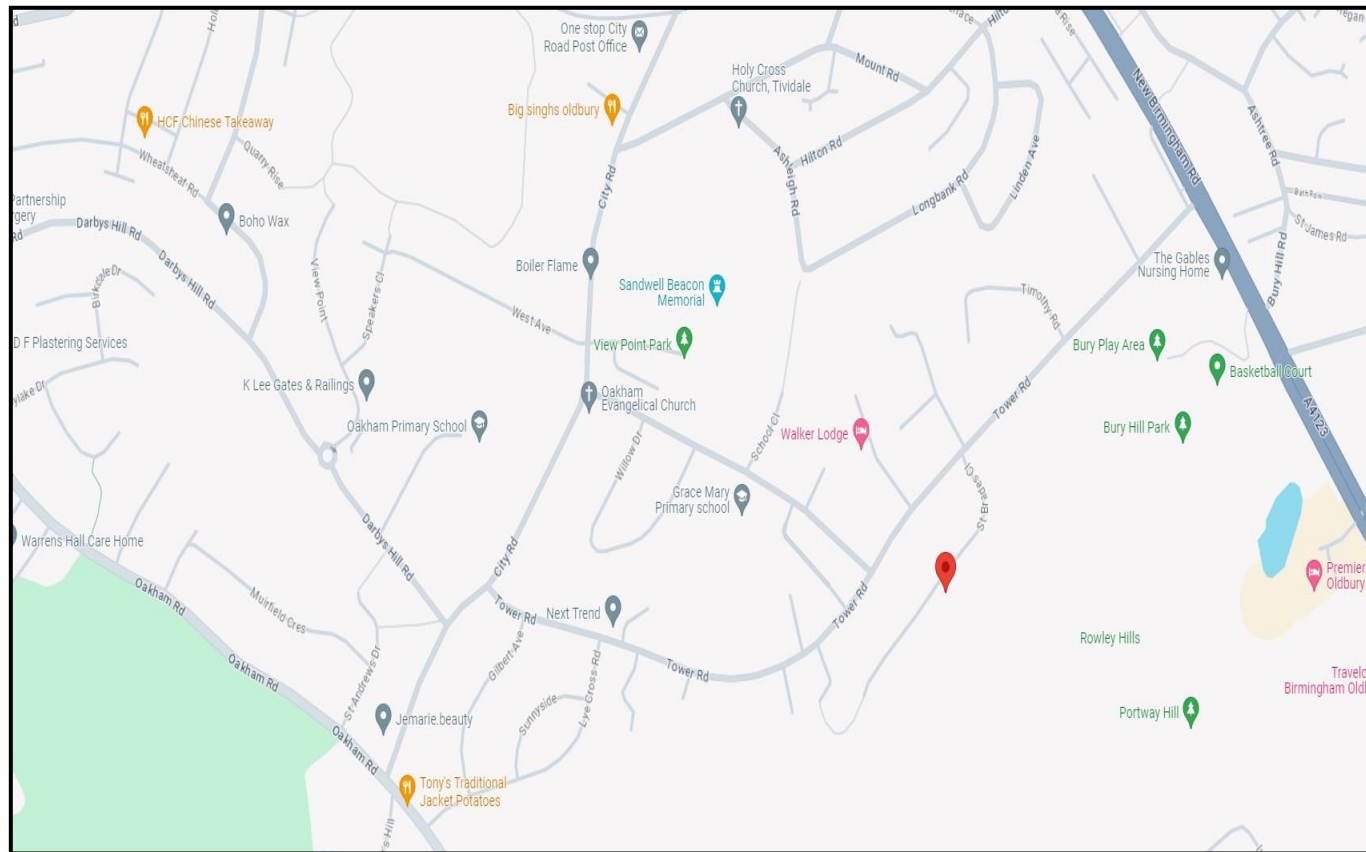 One stop City
Road Post Office
Mount Rd
Holy Cross
Church, Tividale
New Birmingham Rd
Big singhs oldbury
HCF Chinese Takeaway
Ashtree Rd
Quarry Rise
Wheatsheaf Rd
Hilton Rd
City Rd
Ashleigh Rd
Linden Ave
Longbank Rd
Bath Row
Partnership
Boho Wax
Darbys Hill Rd
St James Rd
Darbys Hill Rd
Boiler Flame
The Gables
Nursing Home
Bury Hill Rd
Birkdale Dr
View Point
Speakers Cl
Sandwell Beacon
Memorial
Timothy Rd
West Ave
D F Plastering Services
View Point Park
Bury Play Area
Basketball Court
K Lee Gates & Railings
Oakham
Evangelical Church
Tower Rd
A4123
Oakham Primary School
Willow Dr
School Cl
Walker Lodge
Bury Hill Park
St Brades Cl
Grace Mary
Primary school
Warrens Hall Care Home
Darbys Hill Rd
City Rd
Oakham Rd
Muirfield Cres
Tower Rd
Next Trend
Tower Rd
Premier
Oldbury
Rowley Hills
Oakham Rd
St Andrews Dr
Gilbert Ave
Tower Rd
Sunnyside
Lye Cross Rd
Birmingham
Portway Hill
Jemarie.beauty
Oakham Rd
Tony's Traditional
Jacket Potatoes